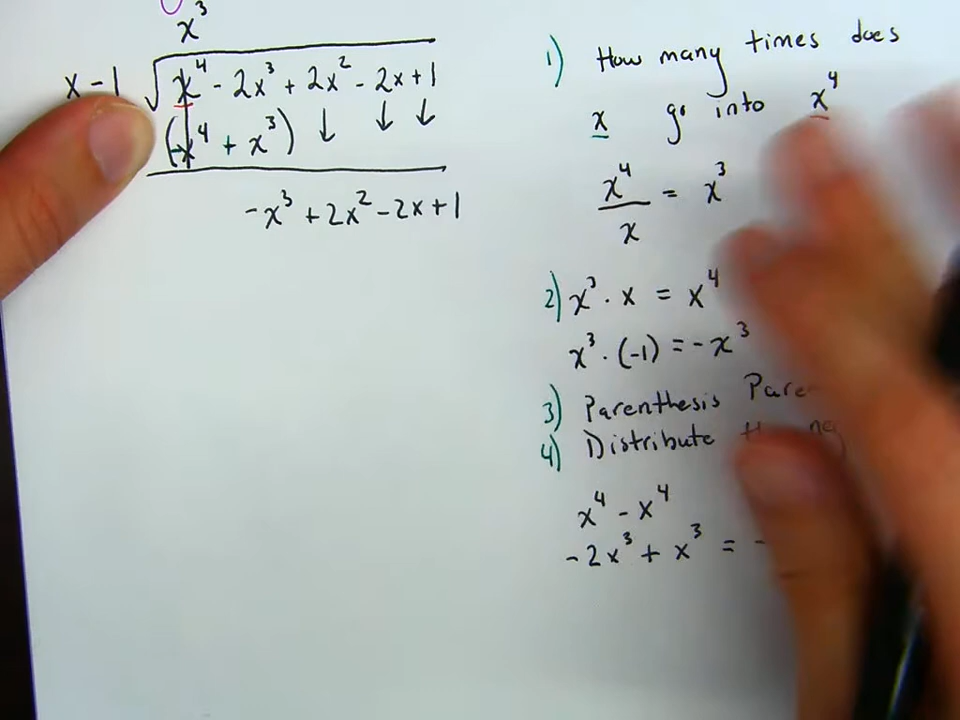 x³
x - 1 √ x⁴ - 2x³ + 2x² - 2x + 1
(-x⁴ + x³) ↓ ↓ ↓
-x³ + 2x² - 2x + 1
1) How many times does
x go into x⁴
x⁴/x = x³
2) x³ · x = x⁴
x³ · (-1) = -x³
3) Parenthesis
4) Distribute
x⁴ - x⁴
-2x³ + x³ = -